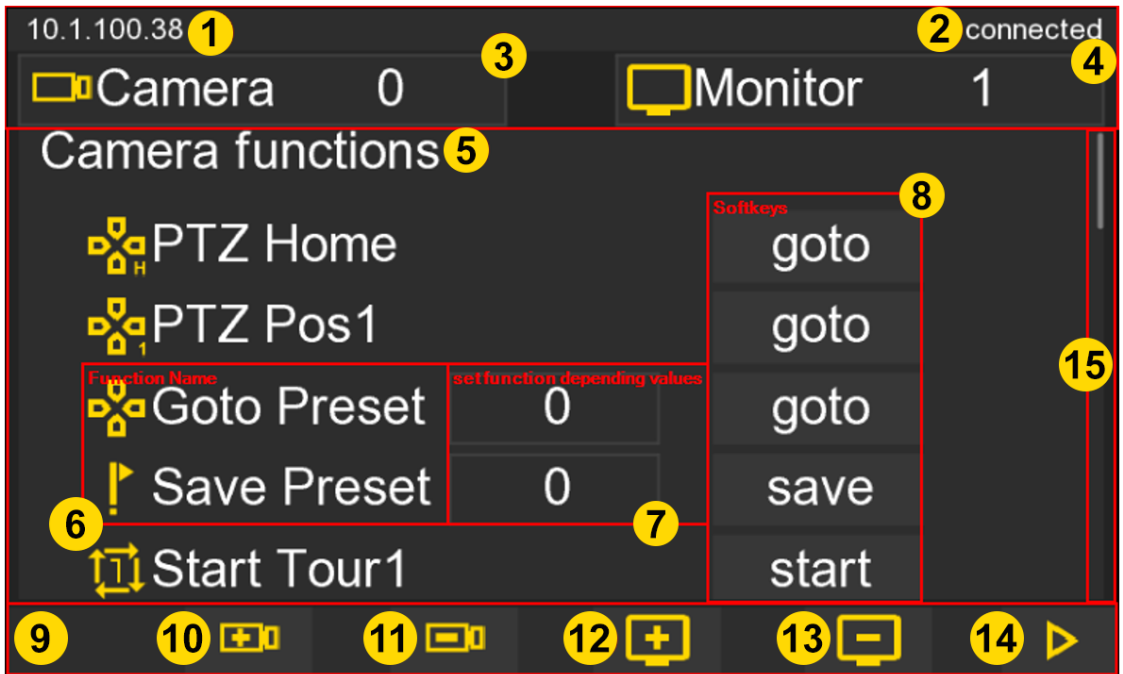 10.1.100.38 1 2 connected
Camera 0 3 Monitor 1 4
Camera functions 5
Softkeys 8
H PTZ Home goto
1 PTZ Pos1 goto
15
Function Name set function depending values
Goto Preset 0 goto
Save Preset 0 save
6 7
1 Start Tour1 start
9 10 11 12 13 14